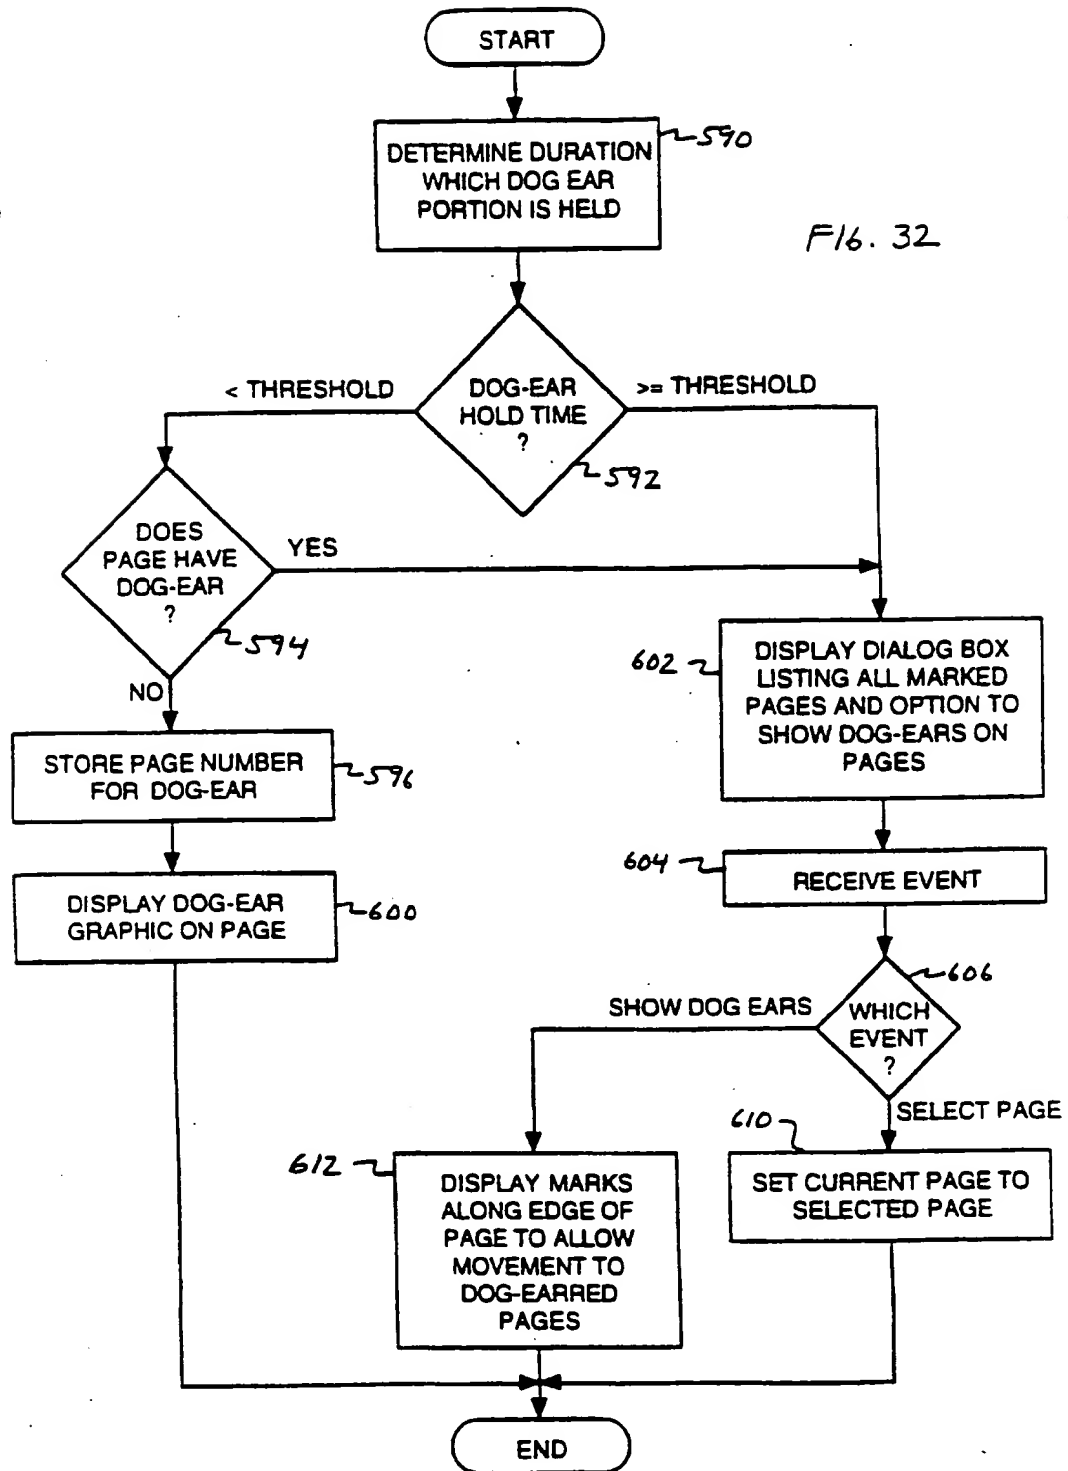 START
DETERMINE DURATION
WHICH DOG EAR
PORTION IS HELD
590
FIG. 32
DOG-EAR
HOLD TIME
?
592
< THRESHOLD
>= THRESHOLD
DOES
PAGE HAVE
DOG-EAR
?
594
YES
NO
STORE PAGE NUMBER
FOR DOG-EAR
596
DISPLAY DOG-EAR
GRAPHIC ON PAGE
600
602
DISPLAY DIALOG BOX
LISTING ALL MARKED
PAGES AND OPTION TO
SHOW DOG-EARS ON
PAGES
604
RECEIVE EVENT
606
WHICH
EVENT
?
SHOW DOG EARS
SELECT PAGE
610
SET CURRENT PAGE TO
SELECTED PAGE
612
DISPLAY MARKS
ALONG EDGE OF
PAGE TO ALLOW
MOVEMENT TO
DOG-EARRED
PAGES
END